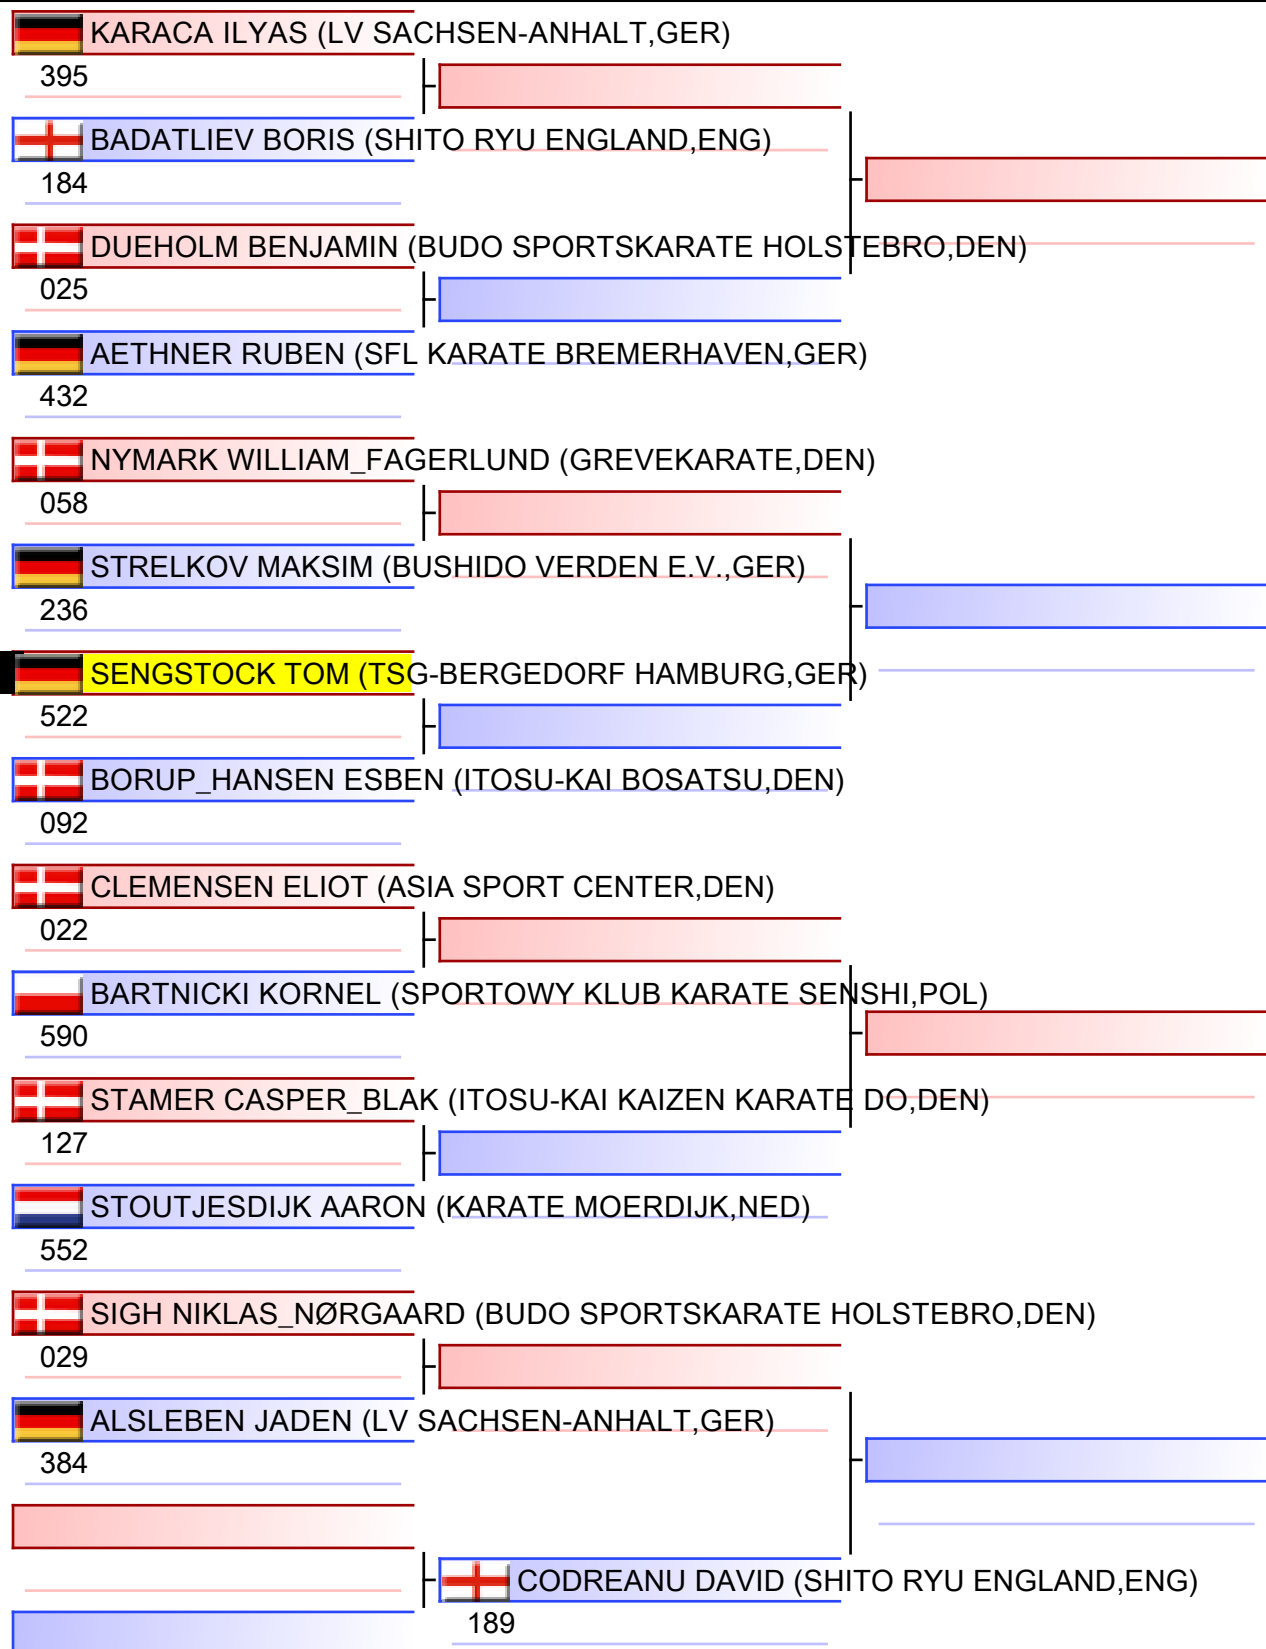 KARACA ILYAS (LV SACHSEN-ANHALT,GER)
395
BADATLIEV BORIS (SHITO RYU ENGLAND,ENG)
184
DUEHOLM BENJAMIN (BUDO SPORTSKARATE HOLSTEBRO,DEN)
025
AETHNER RUBEN (SFL KARATE BREMERHAVEN,GER)
432
NYMARK WILLIAM_FAGERLUND (GREVEKARATE,DEN)
058
STRELKOV MAKSIM (BUSHIDO VERDEN E.V.,GER)
236
SENGSTOCK TOM (TSG-BERGEDORF HAMBURG,GER)
522
BORUP_HANSEN ESBEN (ITOSU-KAI BOSATSU,DEN)
092
CLEMENSEN ELIOT (ASIA SPORT CENTER,DEN)
022
BARTNICKI KORNEL (SPORTOWY KLUB KARATE SENSHI,POL)
590
STAMER CASPER_BLAK (ITOSU-KAI KAIZEN KARATE DO,DEN)
127
STOUTJESDIJK AARON (KARATE MOERDIJK,NED)
552
SIGH NIKLAS_NØRGAARD (BUDO SPORTSKARATE HOLSTEBRO,DEN)
029
ALSLEBEN JADEN (LV SACHSEN-ANHALT,GER)
384
CODREANU DAVID (SHITO RYU ENGLAND,ENG)
189